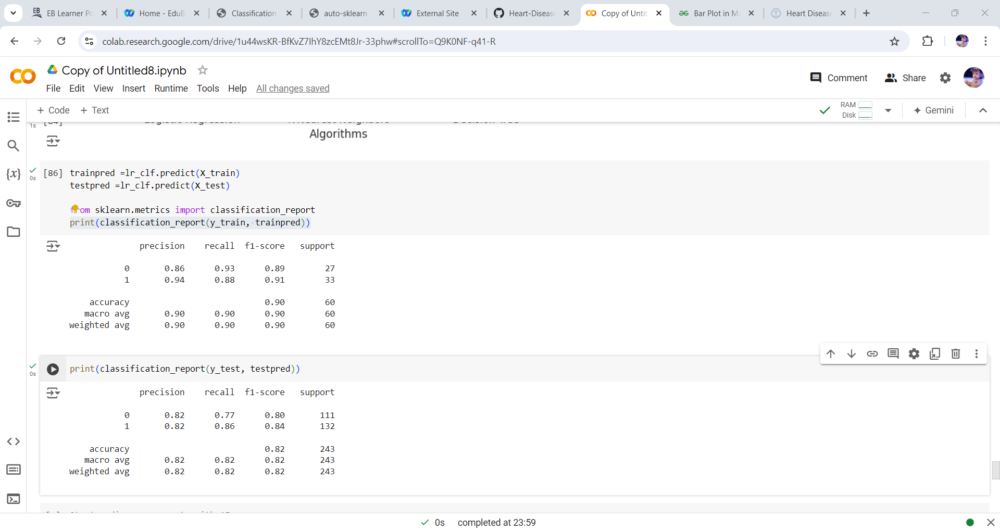 EB Learner Po
Home - EduB
Classification
auto-sklearn
External Site
Heart-Disease
Copy of Untit
Bar Plot in Ma
Heart Disease
colab.research.google.com/drive/1u44wsKR-BfKvZ7IhY8zcEMt8Jr-33phw#scrollTo=Q9K0NF-q41-R
Copy of Untitled8.ipynb
Comment Share
File Edit View Insert Runtime Tools Help All changes saved
+ Code + Text
RAM
Disk
Gemini
1s
Algorithms
[86] trainpred =lr_clf.predict(X_train)
0s
testpred =lr_clf.predict(X_test)
from sklearn.metrics import classification_report
print(classification_report(y_train, trainpred))
precision recall f1-score support
0 0.86 0.93 0.89 27
1 0.94 0.88 0.91 33
accuracy 0.90 60
macro avg 0.90 0.90 0.90 60
weighted avg 0.90 0.90 0.90 60
print(classification_report(y_test, testpred))
0s
precision recall f1-score support
0 0.82 0.77 0.80 111
1 0.82 0.86 0.84 132
accuracy 0.82 243
macro avg 0.82 0.82 0.82 243
weighted avg 0.82 0.82 0.82 243
0s completed at 23:59